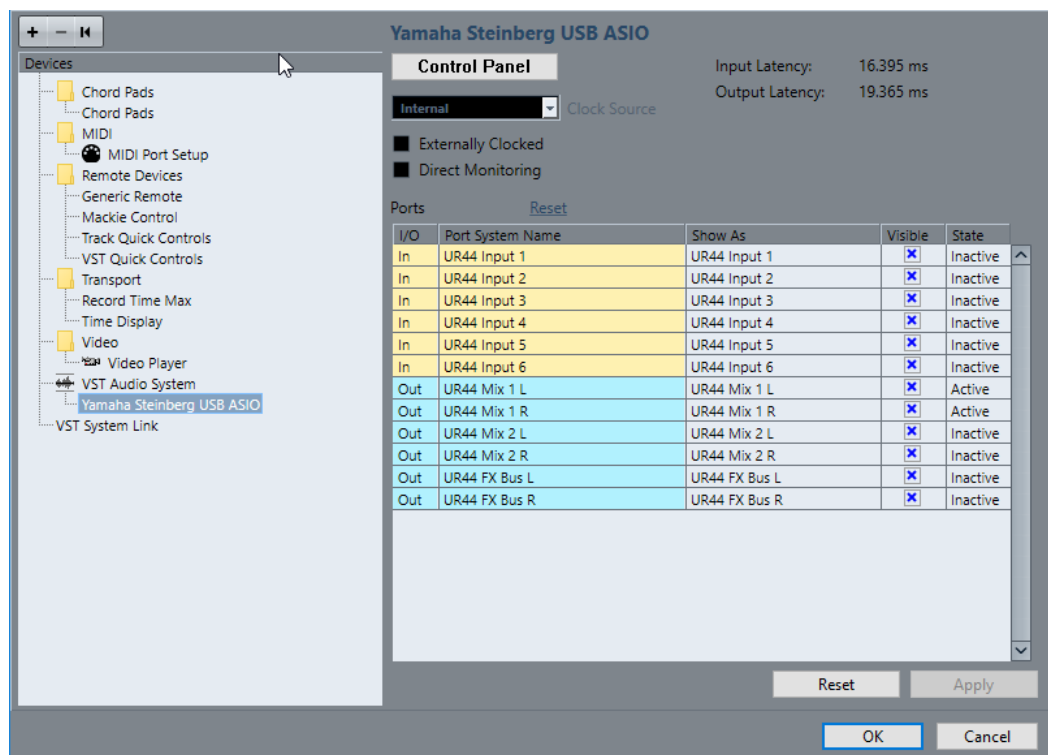 Devices
Chord Pads
Chord Pads
MIDI
MIDI Port Setup
Remote Devices
Generic Remote
Mackie Control
Track Quick Controls
VST Quick Controls
Transport
Record Time Max
Time Display
Video
Video Player
VST Audio System
Yamaha Steinberg USB ASIO
VST System Link
Yamaha Steinberg USB ASIO
Control Panel
Input Latency: 16.395 ms
Output Latency: 19.365 ms
Internal Clock Source
Externally Clocked
Direct Monitoring
Ports Reset
I/O Port System Name Show As Visible State
In UR44 Input 1 UR44 Input 1 Inactive
In UR44 Input 2 UR44 Input 2 Inactive
In UR44 Input 3 UR44 Input 3 Inactive
In UR44 Input 4 UR44 Input 4 Inactive
In UR44 Input 5 UR44 Input 5 Inactive
In UR44 Input 6 UR44 Input 6 Inactive
Out UR44 Mix 1 L UR44 Mix 1 L Active
Out UR44 Mix 1 R UR44 Mix 1 R Active
Out UR44 Mix 2 L UR44 Mix 2 L Inactive
Out UR44 Mix 2 R UR44 Mix 2 R Inactive
Out UR44 FX Bus L UR44 FX Bus L Inactive
Out UR44 FX Bus R UR44 FX Bus R Inactive
Reset Apply
OK Cancel